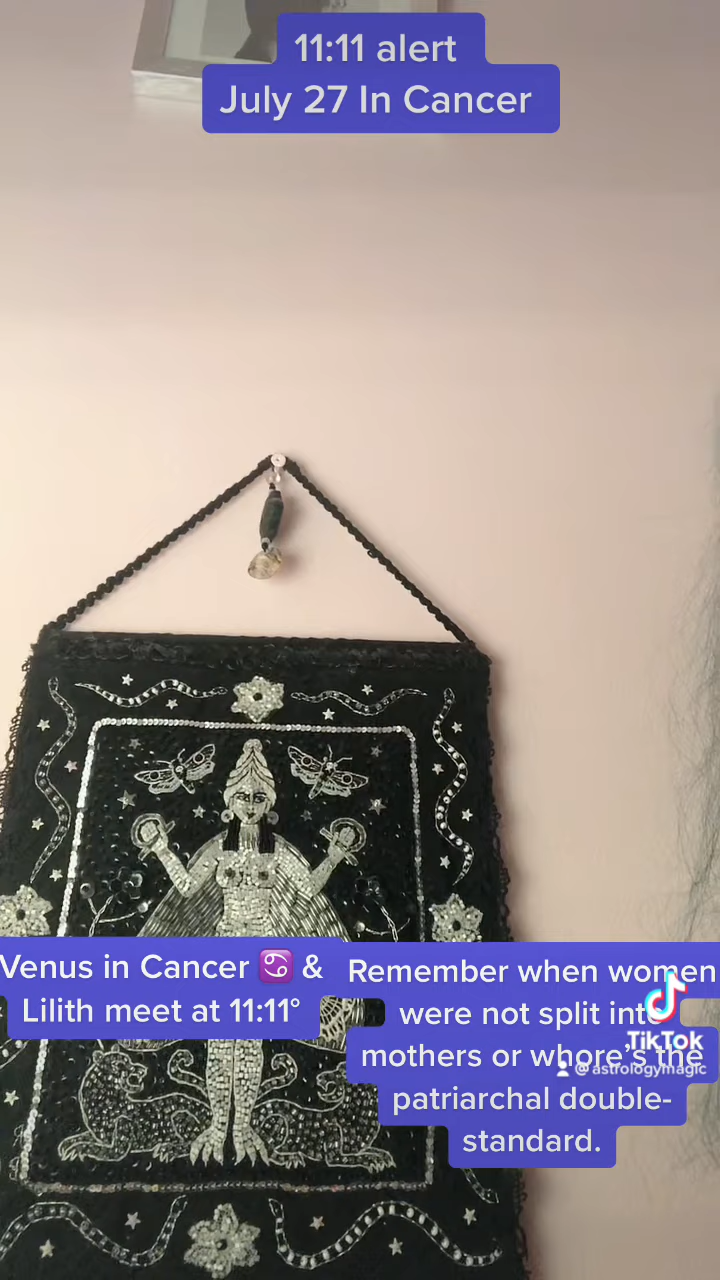 11:11 alert
July 27 In Cancer
Venus in Cancer ♋ &
Lilith meet at 11:11°
Remember when women
were not split into
mothers or whore's the
patriarchal double-
standard.
TikTok
@astrologymagic